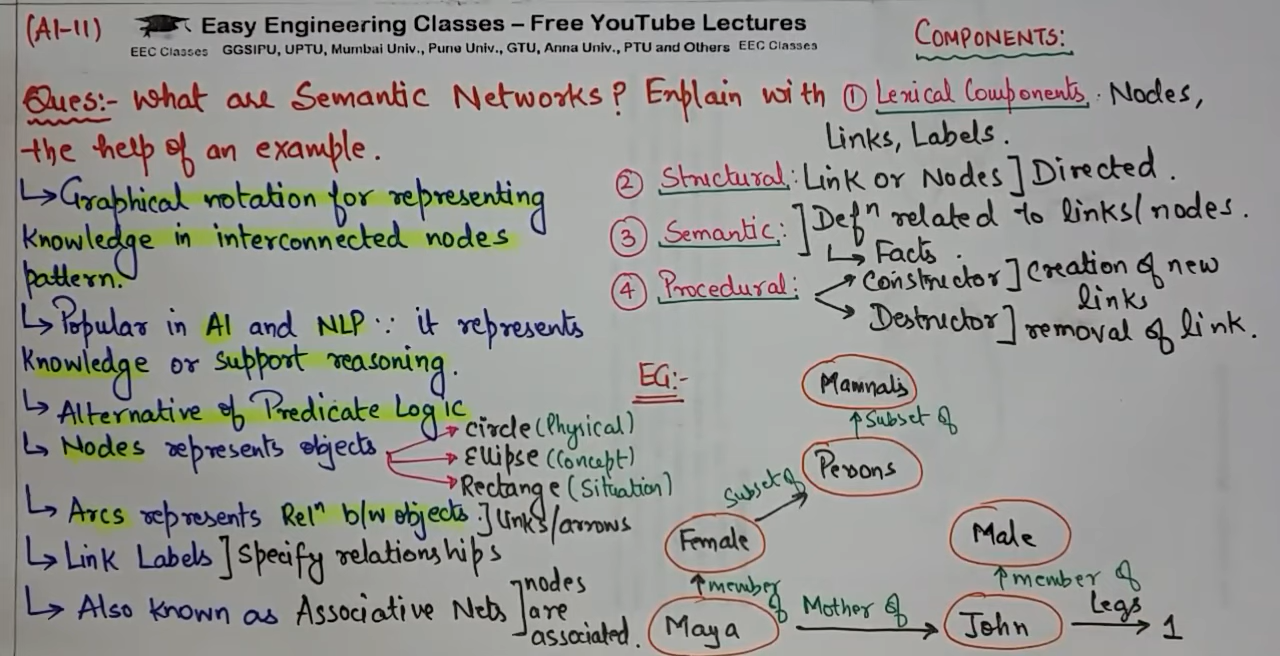 (AI-11)
Easy Engineering Classes – Free YouTube Lectures
EEC Classes GGSIPU, UPTU, Mumbai Univ., Pune Univ., GTU, Anna Univ., PTU and Others EEC Classes
Ques:- What are Semantic Networks? Explain with
the help of an example.
↳ Graphical notation for representing
knowledge in interconnected nodes
pattern.
↳ Popular in AI and NLP ∵ it represents
knowledge or support reasoning.
↳ Alternative of Predicate Logic
↳ Nodes represents objects
circle (Physical)
Ellipse (Concept)
Rectange (Situation)
↳ Arcs represents Relⁿ b/w objects.] links/arrows
↳ Link Labels] Specify relationships
↳ Also known as Associative Nets] nodes
are
associated.
COMPONENTS:
① Lexical Components: Nodes,
Links, Labels.
② Structural: Link or Nodes] Directed.
③ Semantic:] Defⁿ related to links/nodes.
↳ Facts.
④ Procedural:
Constructor] Creation of new
links
Destructor] removal of link.
EG:-
Mamnals
↑ Subset of
Persons
Subset of
Female
Male
↑ member
of
↑ member of
Maya
Mother of
John
Legs
1